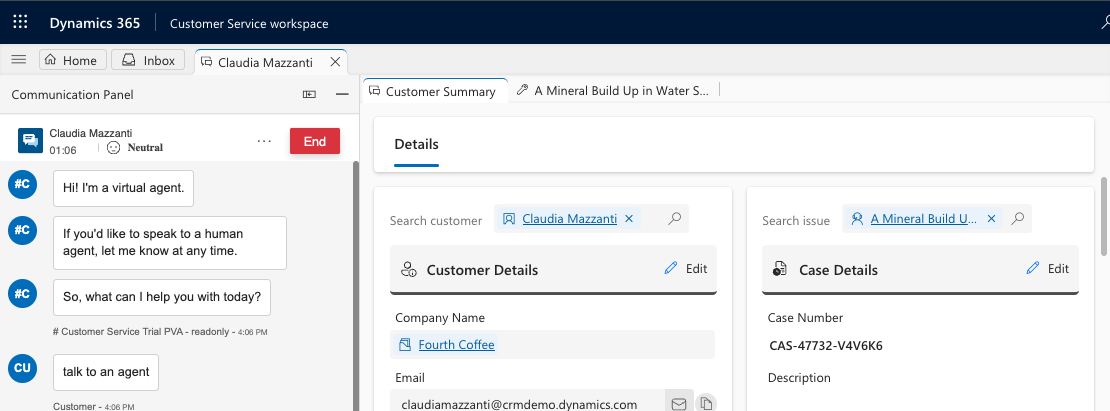 Dynamics 365
Customer Service workspace
Home
Inbox
Claudia Mazzanti
Communication Panel
Claudia Mazzanti
01:06
Neutral
End
#C
Hi! I'm a virtual agent.
#C
If you'd like to speak to a human
agent, let me know at any time.
#C
So, what can I help you with today?
# Customer Service Trial PVA - readonly - 4:06 PM
CU
talk to an agent
Customer - 4:06 PM
Customer Summary
A Mineral Build Up in Water S...
Details
Search customer
Claudia Mazzanti
Customer Details
Edit
Company Name
Fourth Coffee
Email
claudiamazzanti@crmdemo.dynamics.com
Search issue
A Mineral Build U...
Case Details
Edit
Case Number
CAS-47732-V4V6K6
Description